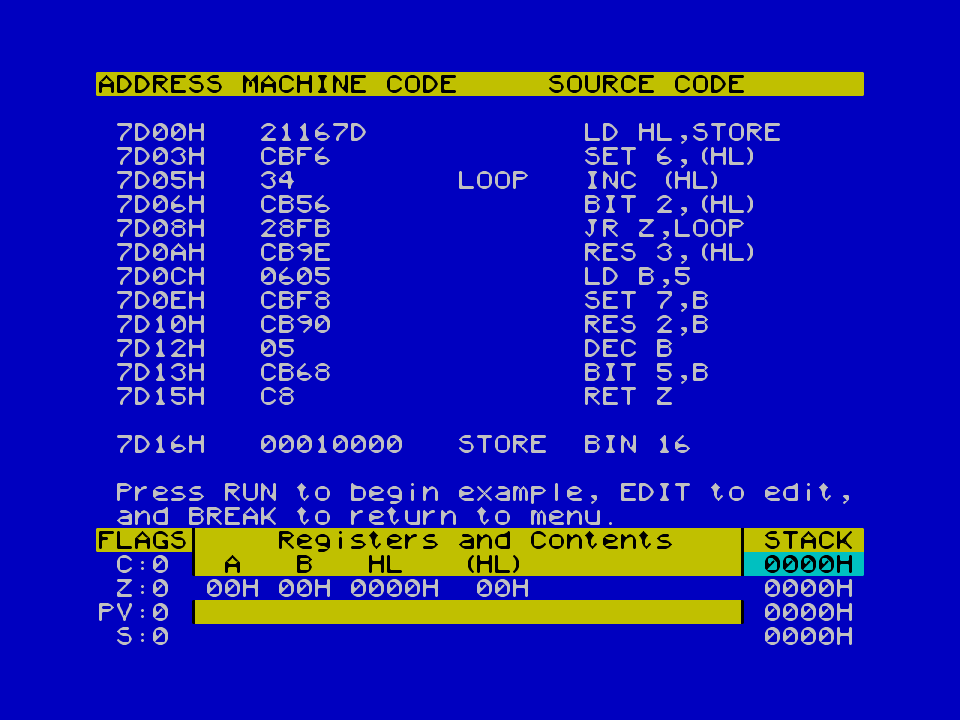 ADDRESS MACHINE CODE SOURCE CODE
7D00H 21167D LD HL,STORE
7D03H CBF6 SET 6,(HL)
7D05H 34 LOOP INC (HL)
7D06H CB56 BIT 2,(HL)
7D08H 28FB JR Z,LOOP
7D0AH CB9E RES 3,(HL)
7D0CH 0605 LD B,5
7D0EH CBF8 SET 7,B
7D10H CB90 RES 2,B
7D12H 05 DEC B
7D13H CB68 BIT 5,B
7D15H C8 RET Z
7D16H 00010000 STORE BIN 16
Press RUN to begin example, EDIT to edit,
and BREAK to return to menu.
FLAGS Registers and Contents STACK
C:0 A B HL (HL) 0000H
Z:0 00H 00H 0000H 00H 0000H
PV:0 0000H
S:0 0000H